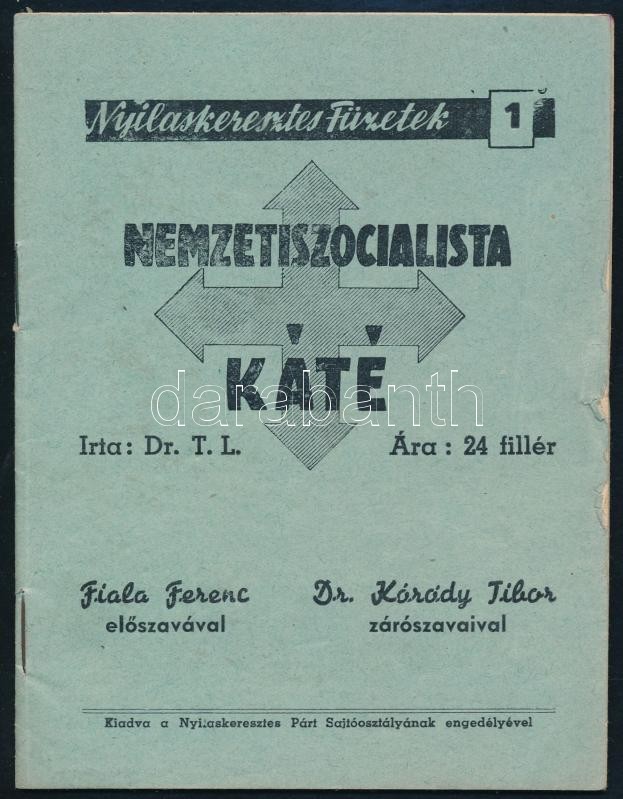 Nyilaskeresztes Füzetek 1
NEMZETISZOCIALISTA
KÁTÉ
darabanth
Irta: Dr. T. L. Ára: 24 fillér
Fiala Ferenc Dr. Kóródy Tibor
előszavával zárószavaival
Kiadva a Nyilaskeresztes Párt Sajtóosztályának engedélyével